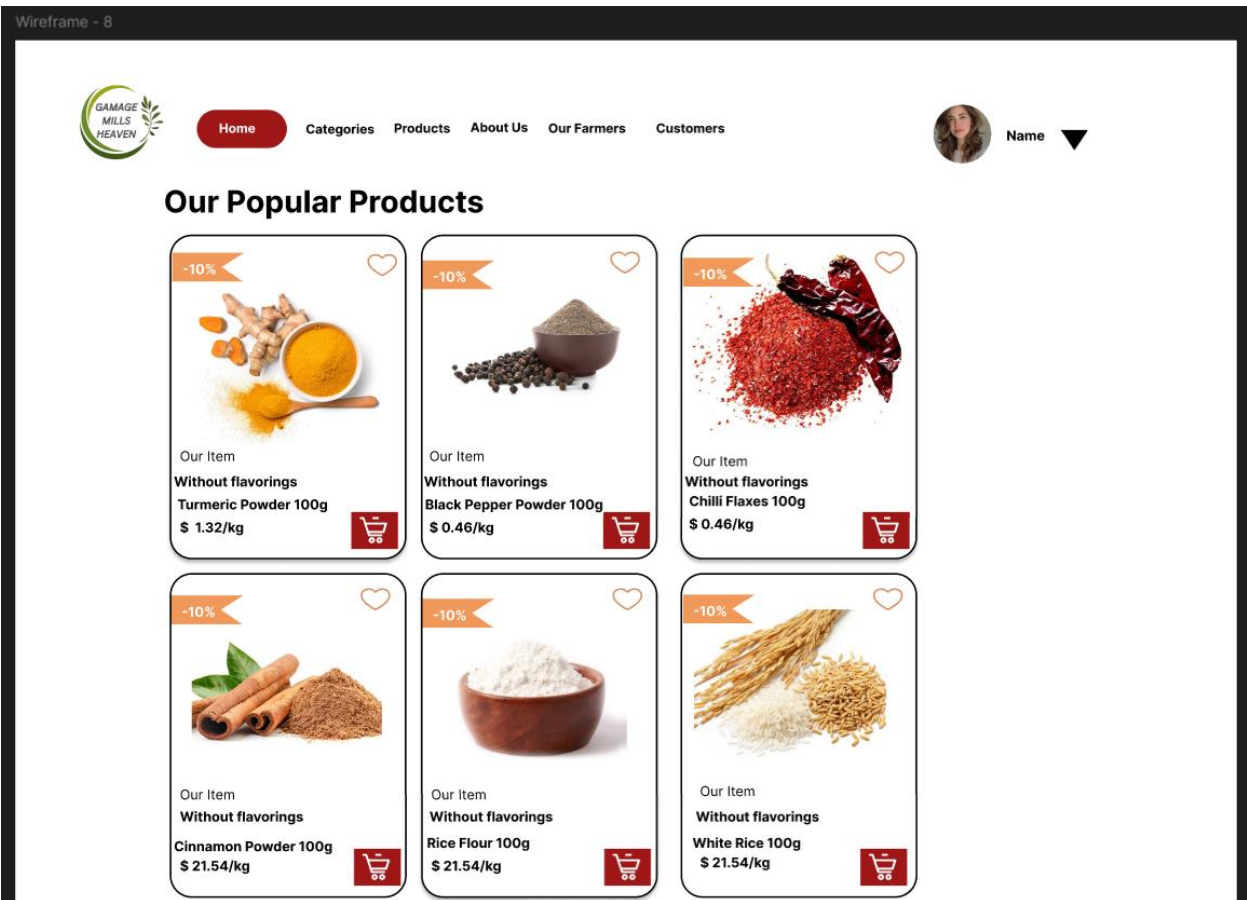 Wireframe - 8
GAMAGE
MILLS
HEAVEN
Home
Categories
Products
About Us
Our Farmers
Customers
Name
Our Popular Products
-10%
Our Item
Without flavorings
Turmeric Powder 100g
$ 1.32/kg
-10%
Our Item
Without flavorings
Black Pepper Powder 100g
$ 0.46/kg
-10%
Our Item
Without flavorings
Chilli Flaxes 100g
$ 0.46/kg
-10%
Our Item
Without flavorings
Cinnamon Powder 100g
$ 21.54/kg
-10%
Our Item
Without flavorings
Rice Flour 100g
$ 21.54/kg
-10%
Our Item
Without flavorings
White Rice 100g
$ 21.54/kg